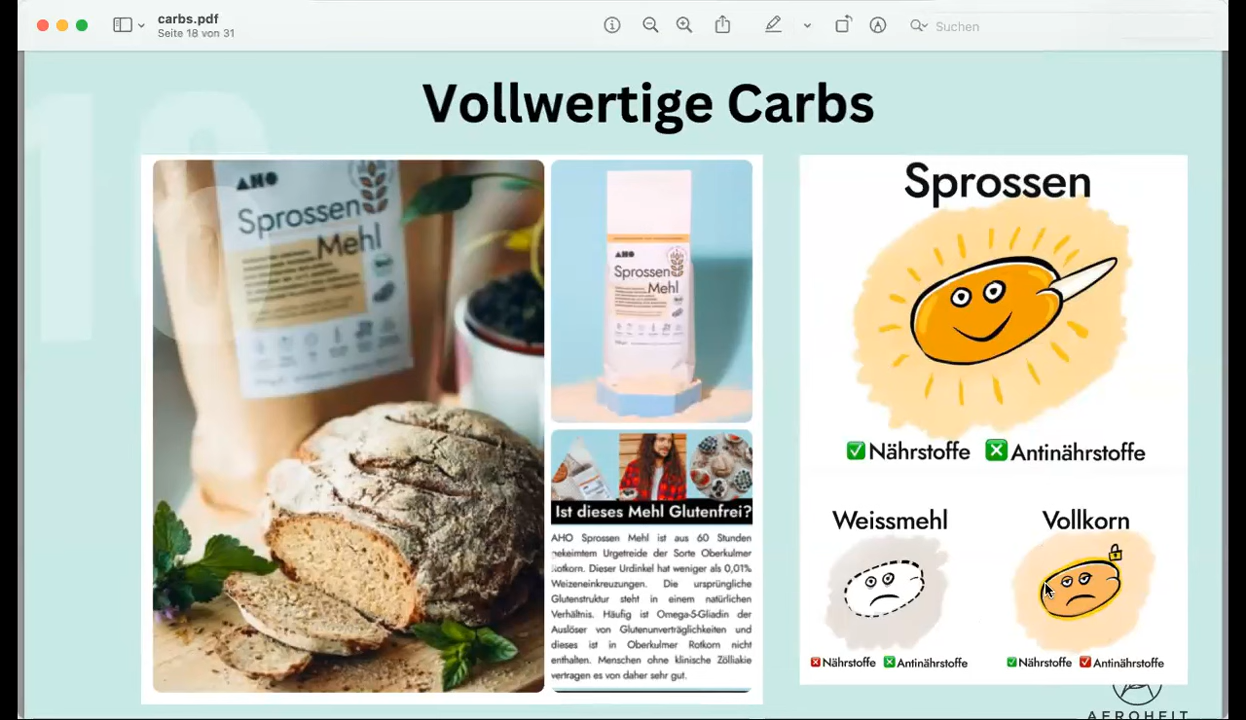 carbs.pdf
Seite 18 von 31
Suchen
18
Vollwertige Carbs
AHO
Sprossen
Mehl
AHO
Sprossen
Mehl
Ist dieses Mehl Glutenfrei?
AHO Sprossen Mehl ist aus 60 Stunden
gekeimtem Urgetreide der Sorte Oberkulmer
Rotkorn. Dieser Urdinkel hat weniger als 0,01%
Weizeneinkreuzungen. Die ursprüngliche
Glutenstruktur steht in einem natürlichen
Verhältnis. Häufig ist Omega-5-Gliadin der
Auslöser von Glutenunverträglichkeiten und
dieses ist in Oberkulmer Rotkorn nicht
enthalten. Menschen ohne klinische Zölliakie
vertragen es von daher sehr gut.
Sprossen
Nährstoffe Antinährstoffe
Weissmehl Vollkorn
Nährstoffe Antinährstoffe Nährstoffe Antinährstoffe
AEROHEIT